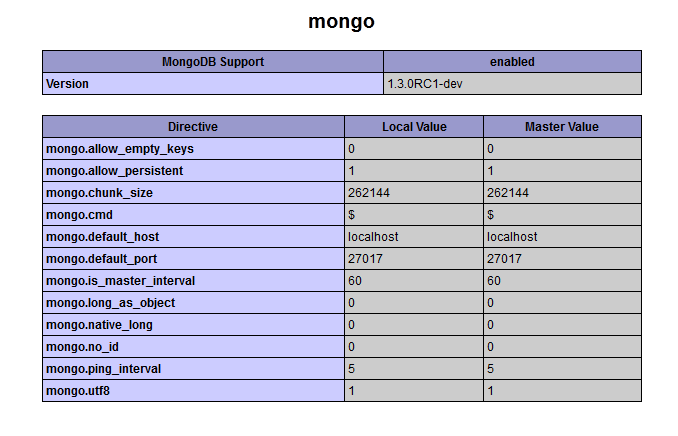 mongo
MongoDB Support enabled
Version 1.3.0RC1-dev
Directive Local Value Master Value
mongo.allow_empty_keys 0 0
mongo.allow_persistent 1 1
mongo.chunk_size 262144 262144
mongo.cmd $ $
mongo.default_host localhost localhost
mongo.default_port 27017 27017
mongo.is_master_interval 60 60
mongo.long_as_object 0 0
mongo.native_long 0 0
mongo.no_id 0 0
mongo.ping_interval 5 5
mongo.utf8 1 1